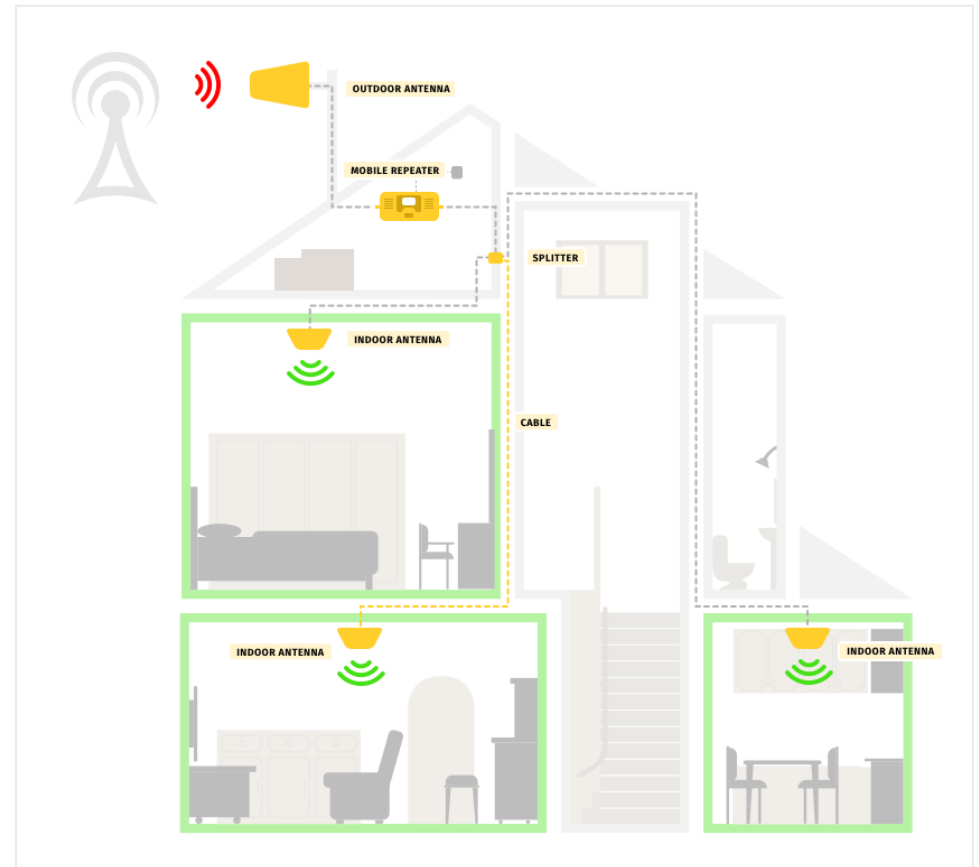 OUTDOOR ANTENNA
MOBILE REPEATER
SPLITTER
INDOOR ANTENNA
CABLE
INDOOR ANTENNA
INDOOR ANTENNA